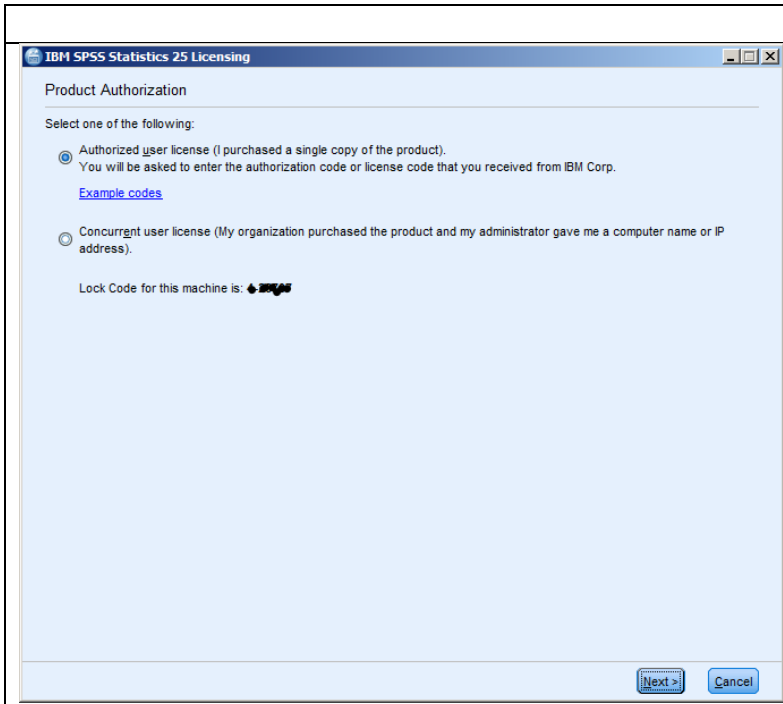 IBM SPSS Statistics 25 Licensing
Product Authorization
Select one of the following:
Authorized user license (I purchased a single copy of the product).
You will be asked to enter the authorization code or license code that you received from IBM Corp.
Example codes
Concurrent user license (My organization purchased the product and my administrator gave me a computer name or IP
address).
Lock Code for this machine is:
Next >
Cancel